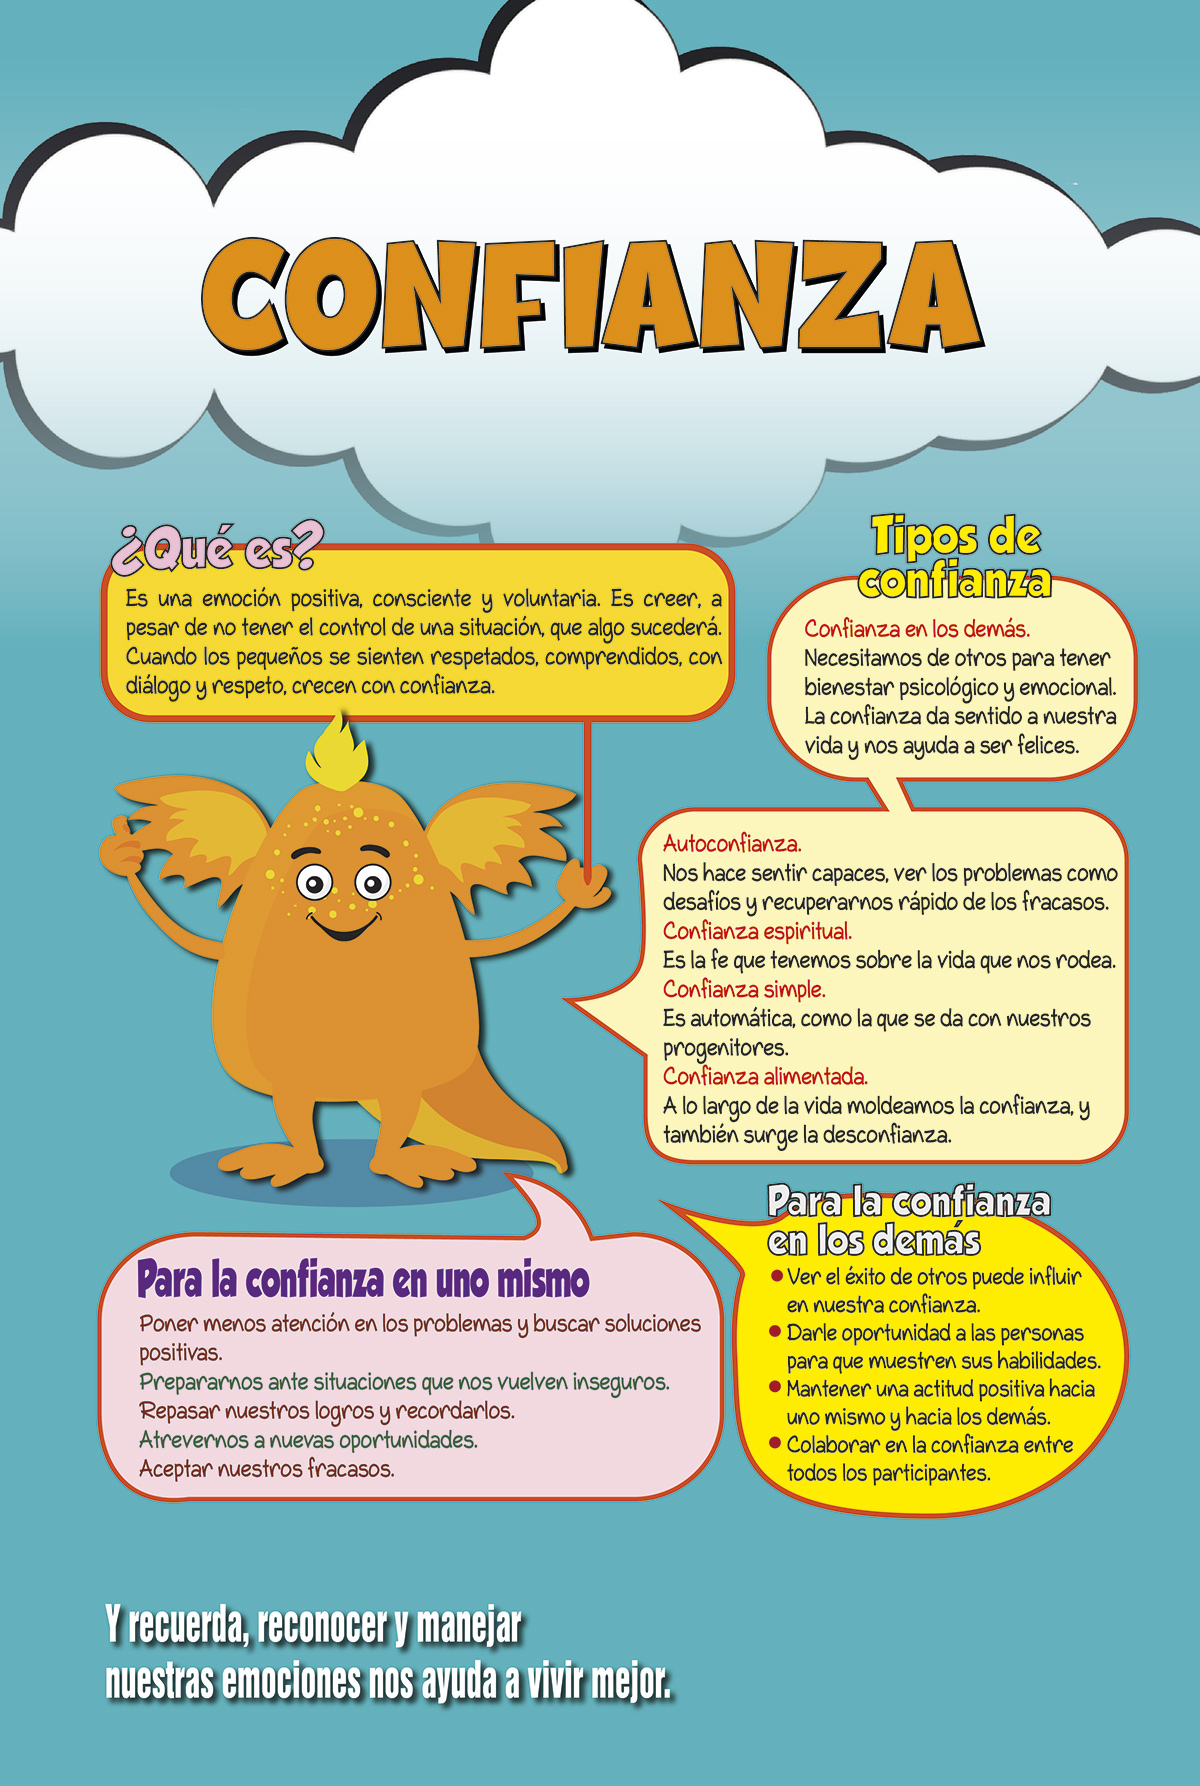 CONFIANZA
¿Qué es?
Es una emoción positiva, consciente y voluntaria. Es creer, a
pesar de no tener el control de una situación, que algo sucederá.
Cuando los pequeños se sienten respetados, comprendidos, con
diálogo y respeto, crecen con confianza.
Tipos de
confianza
Confianza en los demás.
Necesitamos de otros para tener
bienestar psicológico y emocional.
La confianza da sentido a nuestra
vida y nos ayuda a ser felices.
Autoconfianza.
Nos hace sentir capaces, ver los problemas como
desafíos y recuperarnos rápido de los fracasos.
Confianza espiritual.
Es la fe que tenemos sobre la vida que nos rodea.
Confianza simple.
Es automática, como la que se da con nuestros
progenitores.
Confianza alimentada.
A lo largo de la vida moldeamos la confianza, y
también surge la desconfianza.
Para la confianza en uno mismo
Poner menos atención en los problemas y buscar soluciones
positivas.
Prepararnos ante situaciones que nos vuelven inseguros.
Repasar nuestros logros y recordarlos.
Atrevernos a nuevas oportunidades.
Aceptar nuestros fracasos.
Para la confianza
en los demás
• Ver el éxito de otros puede influir
en nuestra confianza.
• Darle oportunidad a las personas
para que muestren sus habilidades.
• Mantener una actitud positiva hacia
uno mismo y hacia los demás.
• Colaborar en la confianza entre
todos los participantes.
Y recuerda, reconocer y manejar
nuestras emociones nos ayuda a vivir mejor.